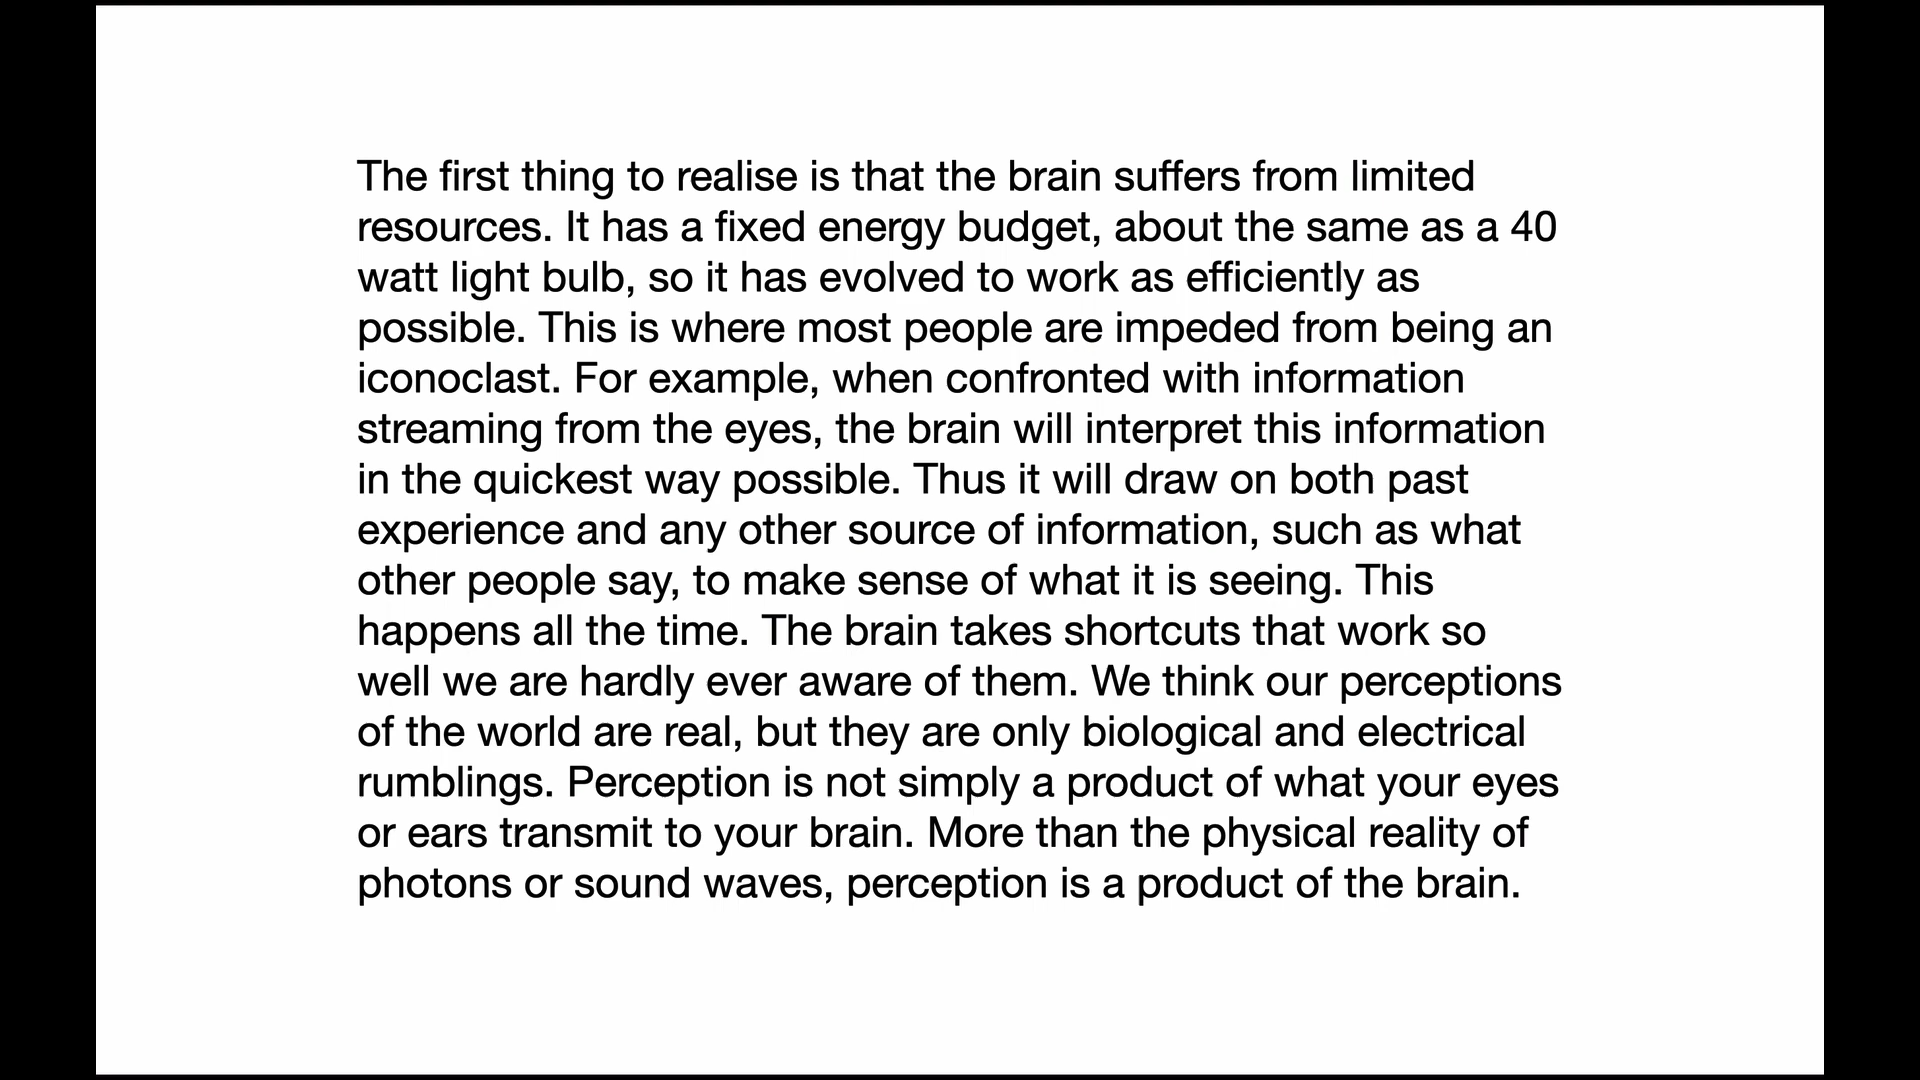 The first thing to realise is that the brain suffers from limited
resources. It has a fixed energy budget, about the same as a 40
watt light bulb, so it has evolved to work as efficiently as
possible. This is where most people are impeded from being an
iconoclast. For example, when confronted with information
streaming from the eyes, the brain will interpret this information
in the quickest way possible. Thus it will draw on both past
experience and any other source of information, such as what
other people say, to make sense of what it is seeing. This
happens all the time. The brain takes shortcuts that work so
well we are hardly ever aware of them. We think our perceptions
of the world are real, but they are only biological and electrical
rumblings. Perception is not simply a product of what your eyes
or ears transmit to your brain. More than the physical reality of
photons or sound waves, perception is a product of the brain.